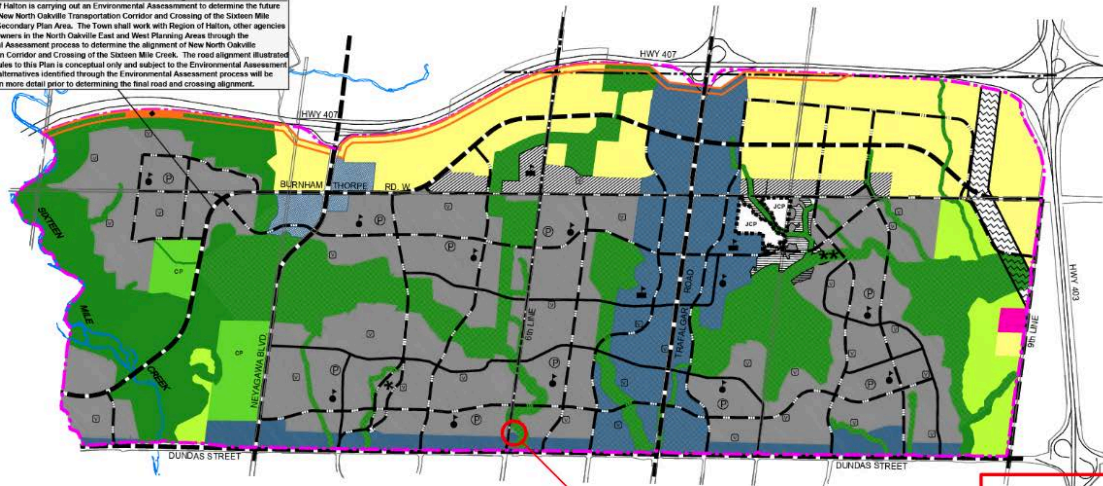 f Halton is carrying out an Environmental Assessment to determine the future
New North Oakville Transportation Corridor and Crossing of the Sixteen Mile
Secondary Plan Area. The Town shall work with Region of Halton, other agencies
wners in the North Oakville East and West Planning Areas through the
al Assessment process to determine the alignment of New North Oakville
n Corridor and Crossing of the Sixteen Mile Creek. The road alignment illustrated
ules to this Plan is conceptual only and subject to the Environmental Assessment
alternatives identified through the Environmental Assessment process will be
n more detail prior to determining the final road and crossing alignment.
HWY 407
HWY 407
BURNHAM THORPE RD. W
SIXTEEN
MILE
CREEK
CP
CP
NEYAGAWA BLVD
6th LINE
TRAFALGAR ROAD
JCP
JCP
HWY 403
9th LINE
DUNDAS STREET
DUNDAS STREET